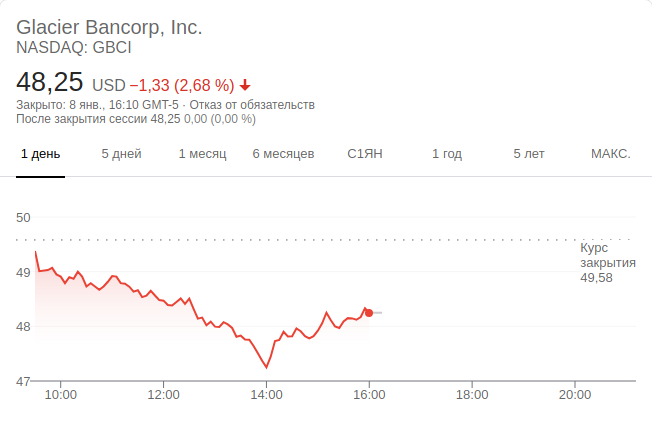 Glacier Bancorp, Inc.
NASDAQ: GBCI
48,25 USD −1,33 (2,68 %)
Закрыто: 8 янв., 16:10 GMT-5 · Отказ от обязательств
После закрытия сессии 48,25 0,00 (0,00 %)
1 день 5 дней 1 месяц 6 месяцев С1ЯН 1 год 5 лет МАКС.
50
Курс
закрытия
49,58
49
48
47
10:00 12:00 14:00 16:00 18:00 20:00